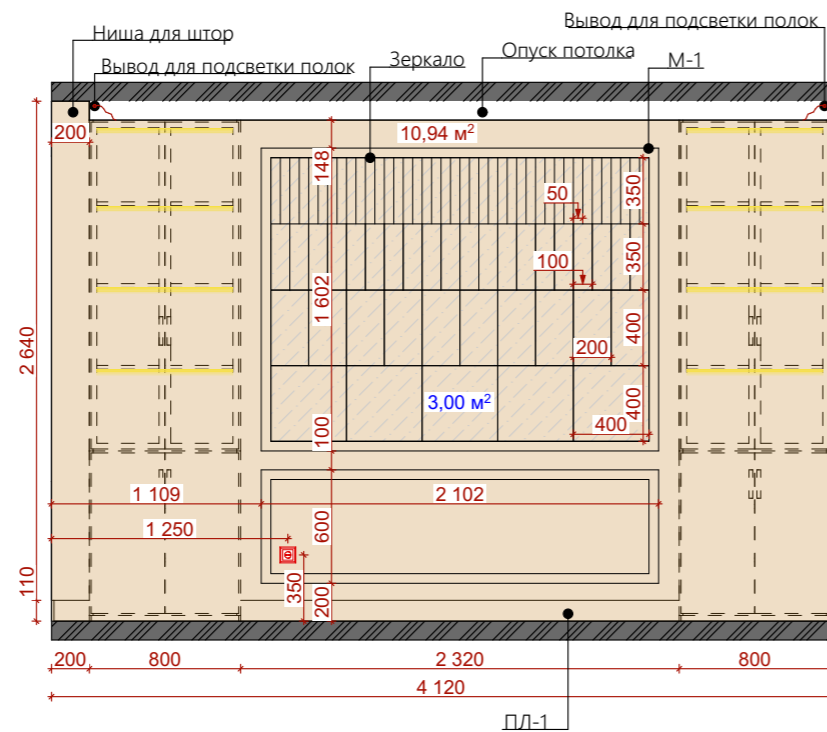 Вывод для подсветки полок
Ниша для штор
Опуск потолка
Зеркало
М-1
Вывод для подсветки полок
200
10,94 м²
148
50
350
100
350
1 602
2 640
200
400
3,00 м²
400
400
100
1 109
2 102
1 250
600
350
110
200
200
800
2 320
800
4 120
ПЛ-1